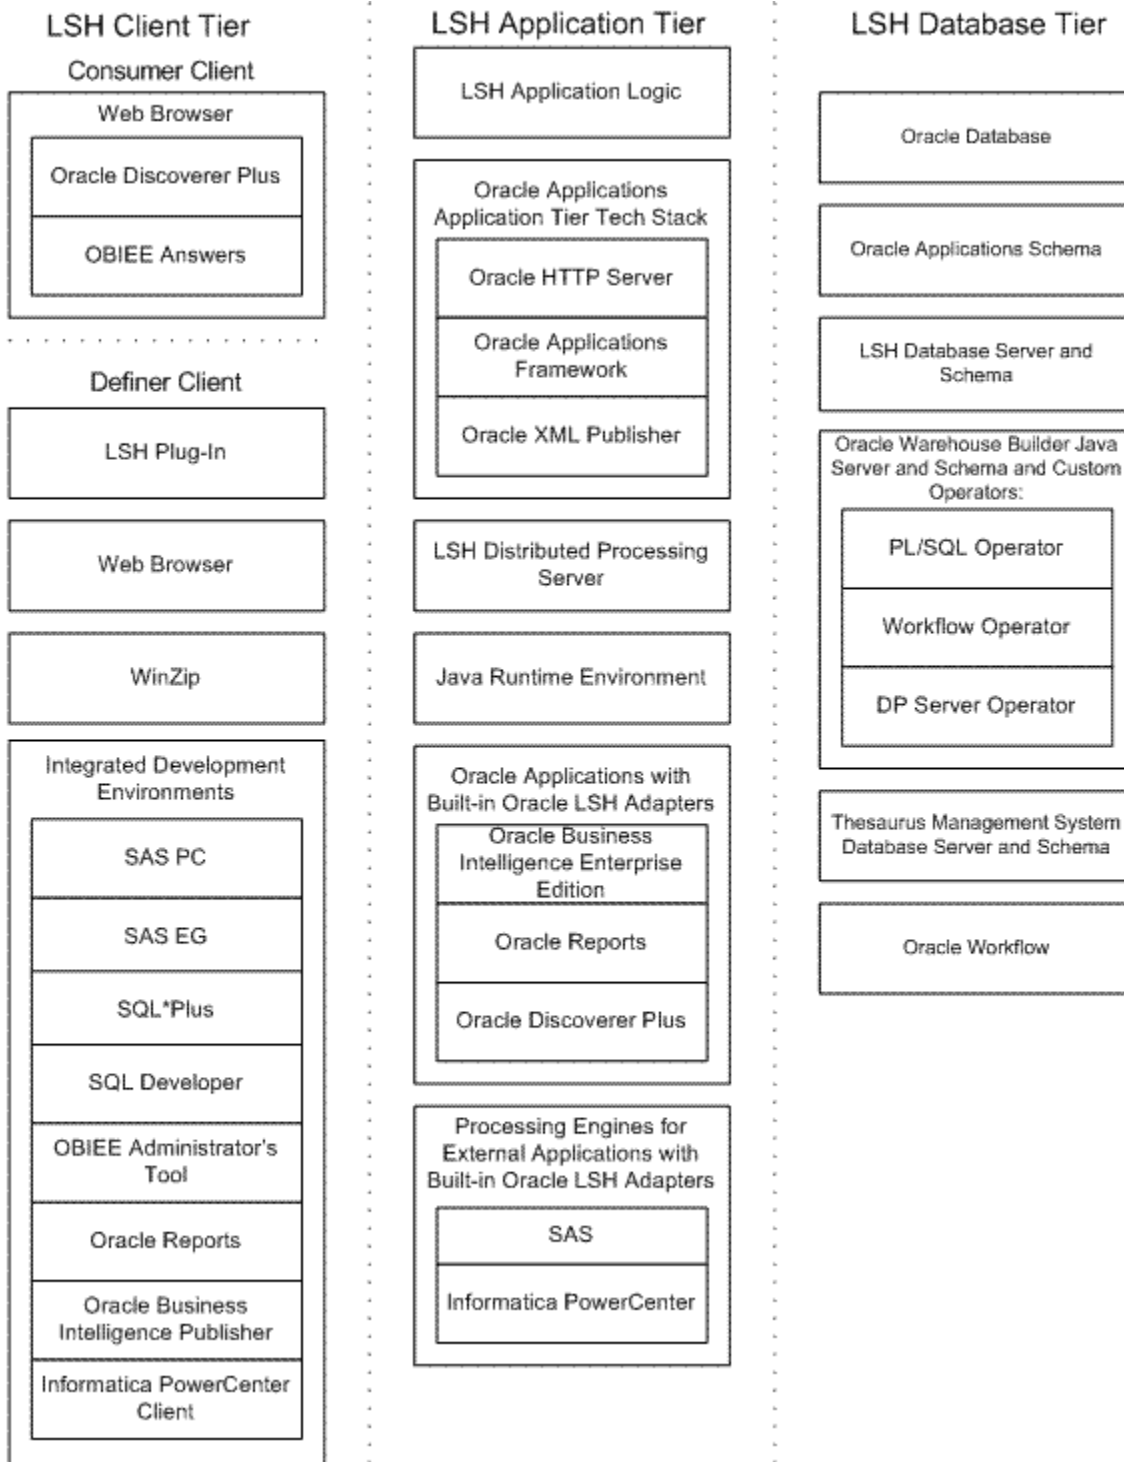 LSH Client Tier
Consumer Client
Web Browser
Oracle Discoverer Plus
OBIEE Answers
Definer Client
LSH Plug-In
Web Browser
WinZip
Integrated Development
Environments
SAS PC
SAS EG
SQL*Plus
SQL Developer
OBIEE Administrator's
Tool
Oracle Reports
Oracle Business
Intelligence Publisher
Informatica PowerCenter
Client
LSH Application Tier
LSH Application Logic
Oracle Applications
Application Tier Tech Stack
Oracle HTTP Server
Oracle Applications
Framework
Oracle XML Publisher
LSH Distributed Processing
Server
Java Runtime Environment
Oracle Applications with
Built-in Oracle LSH Adapters
Oracle Business
Intelligence Enterprise
Edition
Oracle Reports
Oracle Discoverer Plus
Processing Engines for
External Applications with
Built-in Oracle LSH Adapters
SAS
Informatica PowerCenter
LSH Database Tier
Oracle Database
Oracle Applications Schema
LSH Database Server and
Schema
Oracle Warehouse Builder Java
Server and Schema and Custom
Operators:
PL/SQL Operator
Workflow Operator
DP Server Operator
Thesaurus Management System
Database Server and Schema
Oracle Workflow